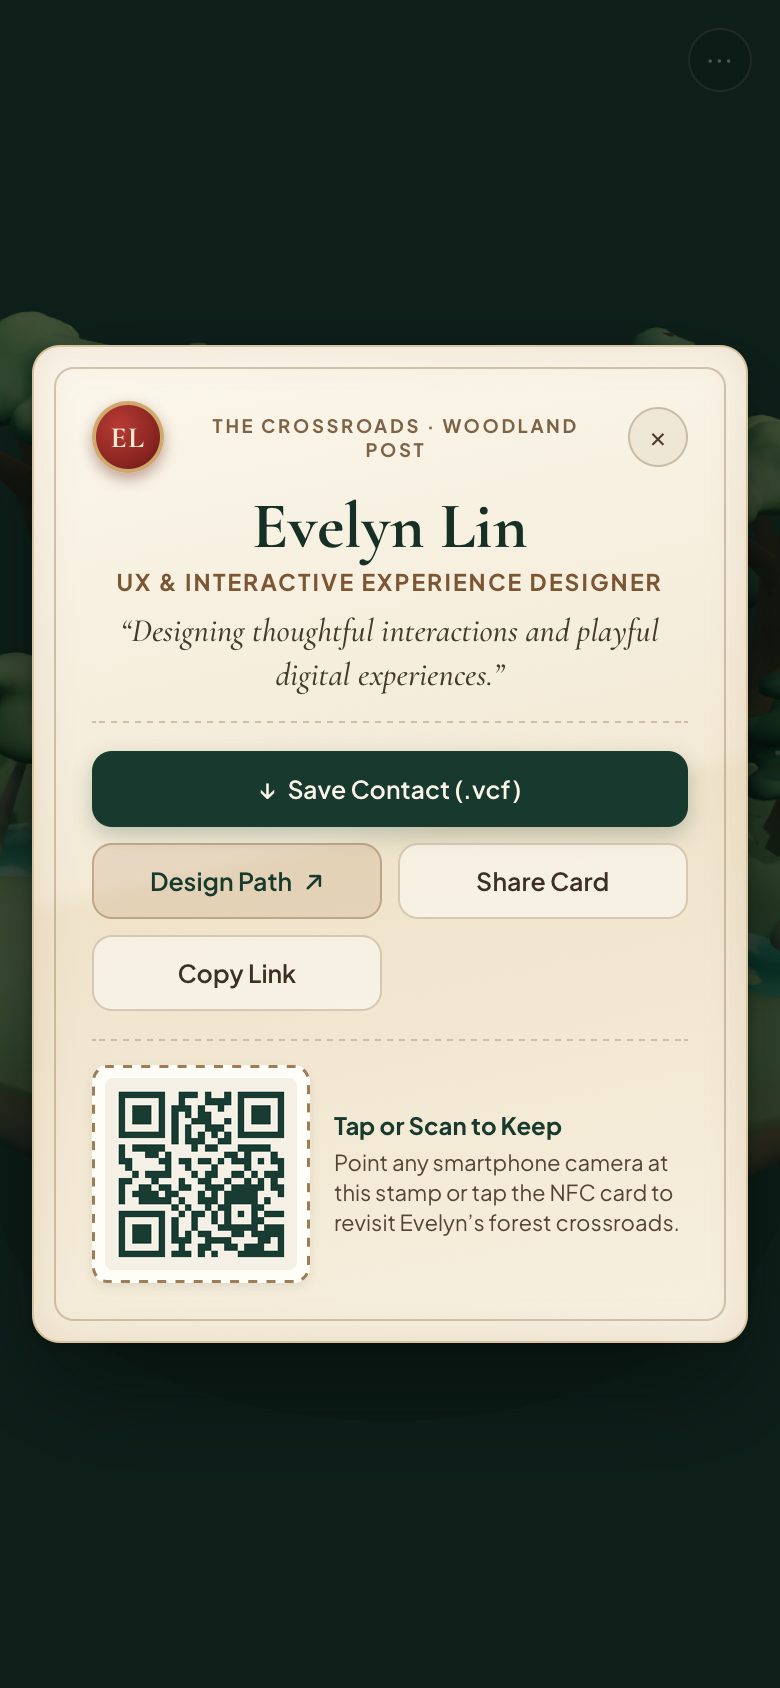 ...
EL
THE CROSSROADS · WOODLAND
POST
×
Evelyn Lin
UX & INTERACTIVE EXPERIENCE DESIGNER
“Designing thoughtful interactions and playful
digital experiences.”
↓ Save Contact (.vcf)
Design Path ↗
Share Card
Copy Link
Tap or Scan to Keep
Point any smartphone camera at
this stamp or tap the NFC card to
revisit Evelyn’s forest crossroads.